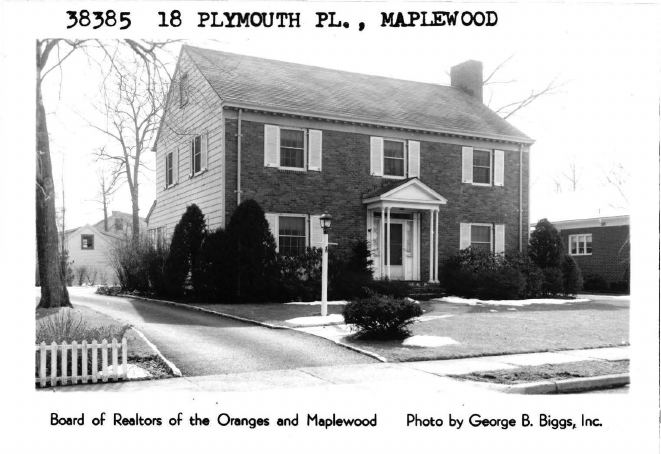 38385 18 PLYMOUTH PL., MAPLEWOOD
Board of Realtors of the Oranges and Maplewood Photo by George B. Biggs, Inc.